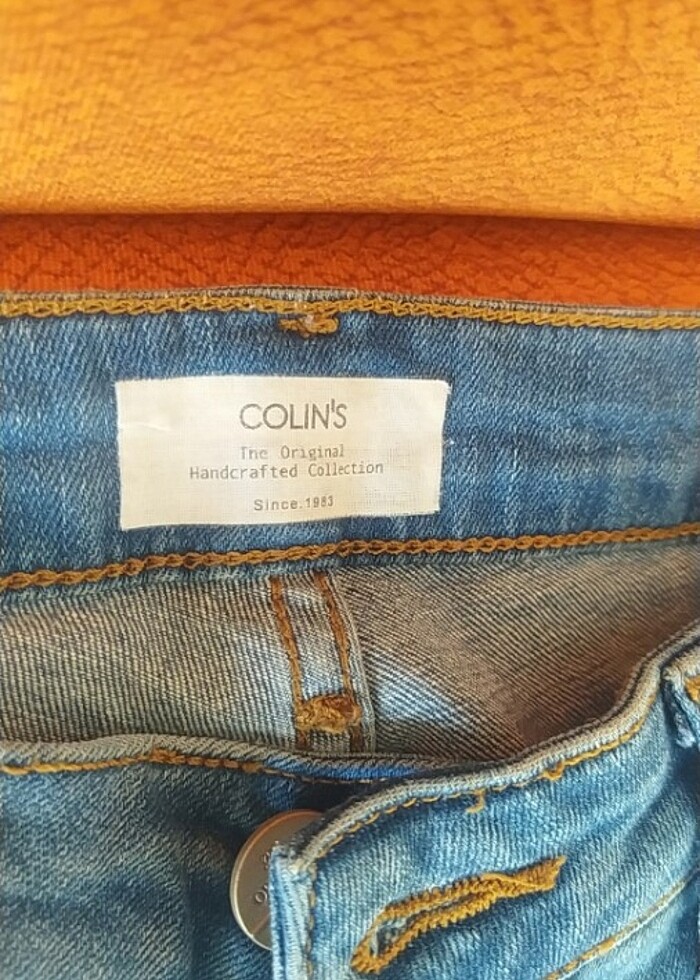 COLIN'S
The Original
Handcrafted Collection
Since.1983